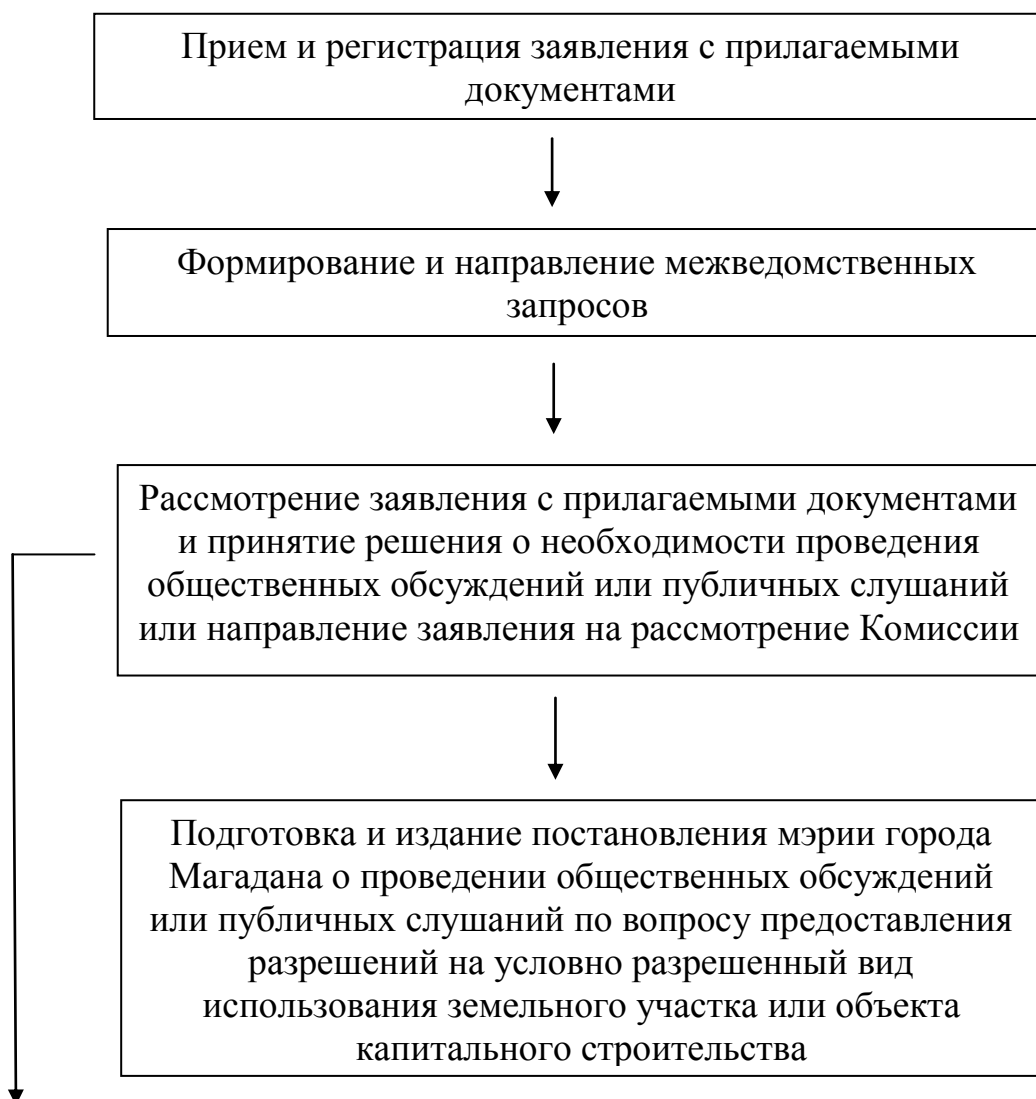 Прием и регистрация заявления с прилагаемыми
документами
Формирование и направление межведомственных
запросов
Рассмотрение заявления с прилагаемыми документами
и принятие решения о необходимости проведения
общественных обсуждений или публичных слушаний
или направление заявления на рассмотрение Комиссии
Подготовка и издание постановления мэрии города
Магадана о проведении общественных обсуждений
или публичных слушаний по вопросу предоставления
разрешений на условно разрешенный вид
использования земельного участка или объекта
капитального строительства